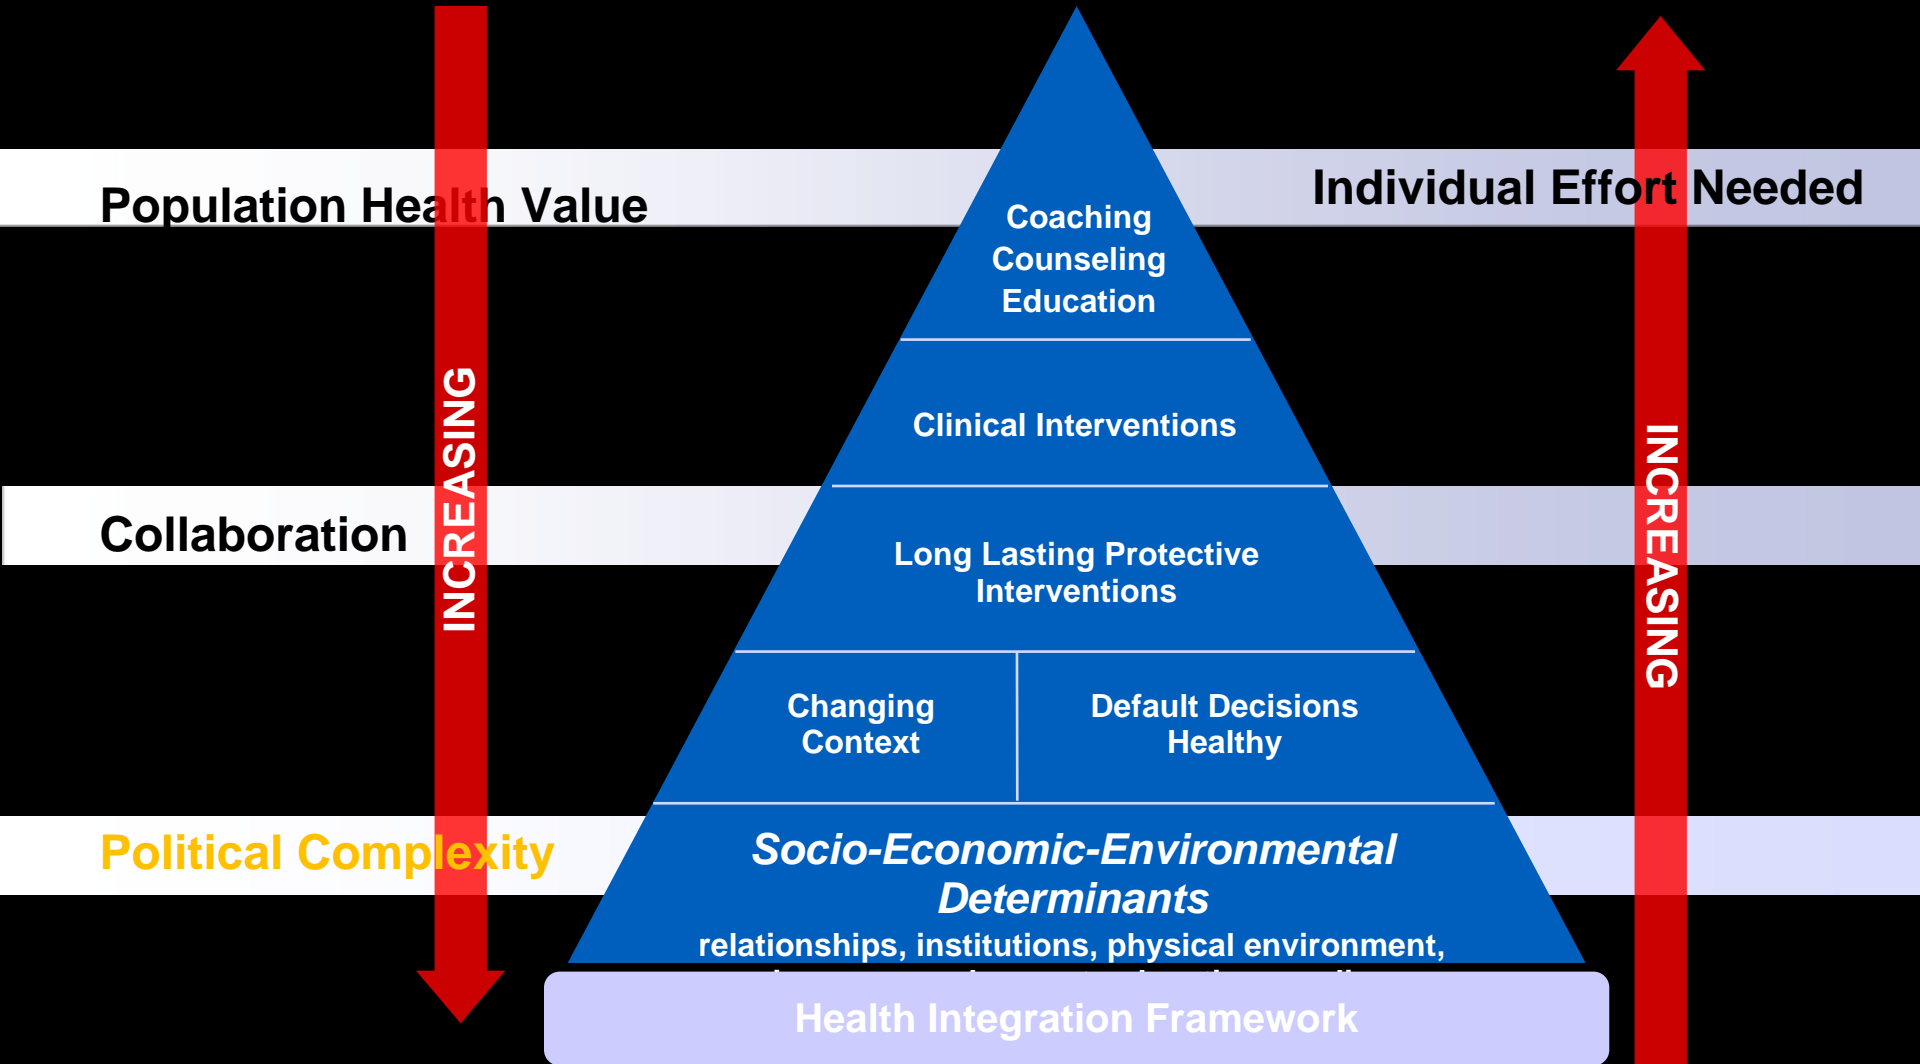 Population Health Value
Individual Effort Needed
Coaching
Counseling
Education
INCREASING
Clinical Interventions
INCREASING
Collaboration
Long Lasting Protective
Interventions
Changing
Context
Default Decisions
Healthy
Political Complexity
Socio-Economic-Environmental
Determinants
relationships, institutions, physical environment,
Health Integration Framework